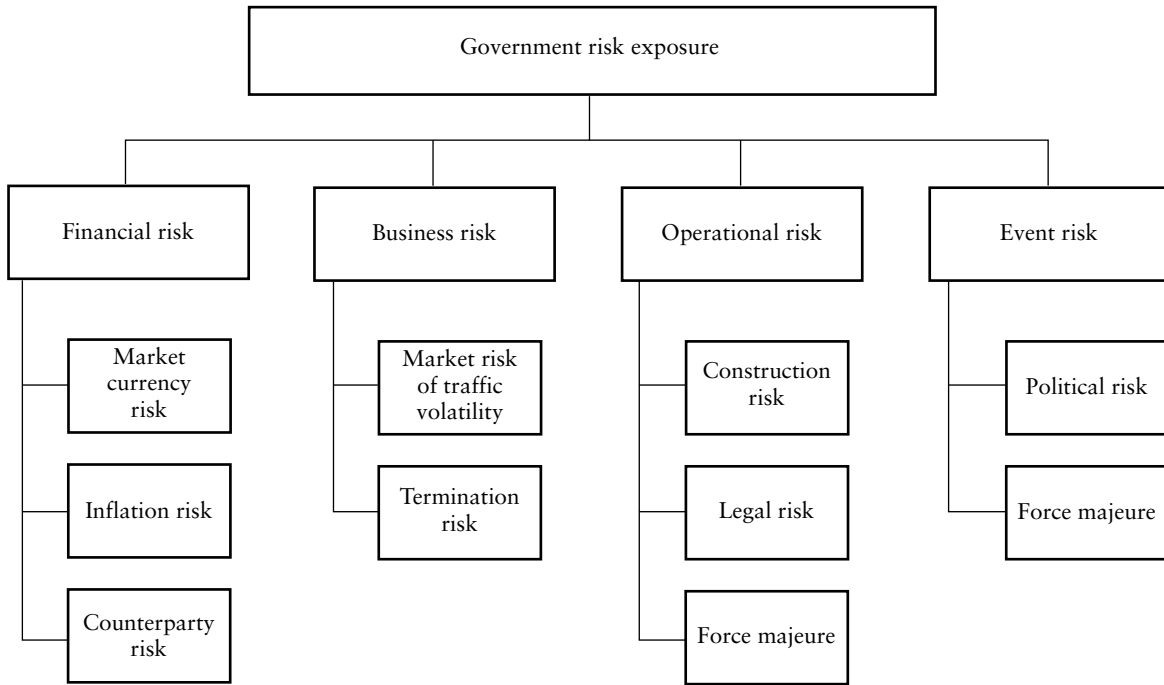 Government risk exposure
Financial risk
Business risk
Operational risk
Event risk
Market
currency
risk
Market risk
of traffic
volatility
Construction
risk
Political risk
Inflation risk
Termination
risk
Legal risk
Force majeure
Counterparty
risk
Force majeure